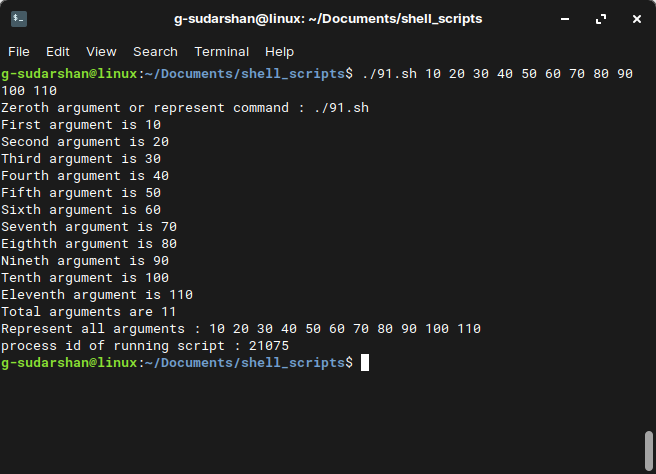 g-sudarshan@linux: ~/Documents/shell_scripts
File Edit View Search Terminal Help
g-sudarshan@linux:~/Documents/shell_scripts$ ./91.sh 10 20 30 40 50 60 70 80 90
100 110
Zeroth argument or represent command : ./91.sh
First argument is 10
Second argument is 20
Third argument is 30
Fourth argument is 40
Fifth argument is 50
Sixth argument is 60
Seventh argument is 70
Eigthth argument is 80
Nineth argument is 90
Tenth argument is 100
Eleventh argument is 110
Total arguments are 11
Represent all arguments : 10 20 30 40 50 60 70 80 90 100 110
process id of running script : 21075
g-sudarshan@linux:~/Documents/shell_scripts$